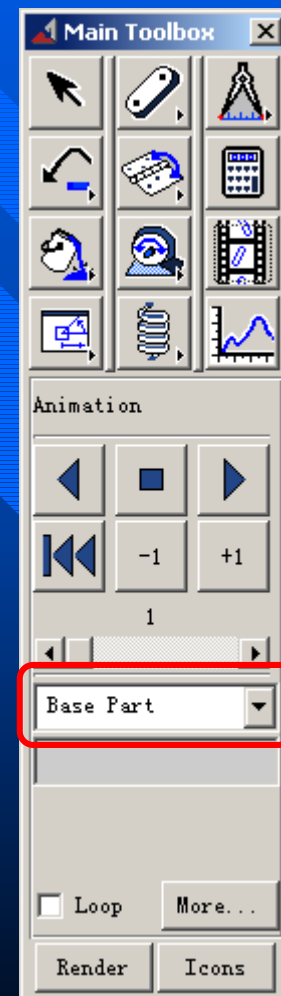 Main Toolbox
Animation
-1 +1
1
Base Part
Loop More...
Render Icons